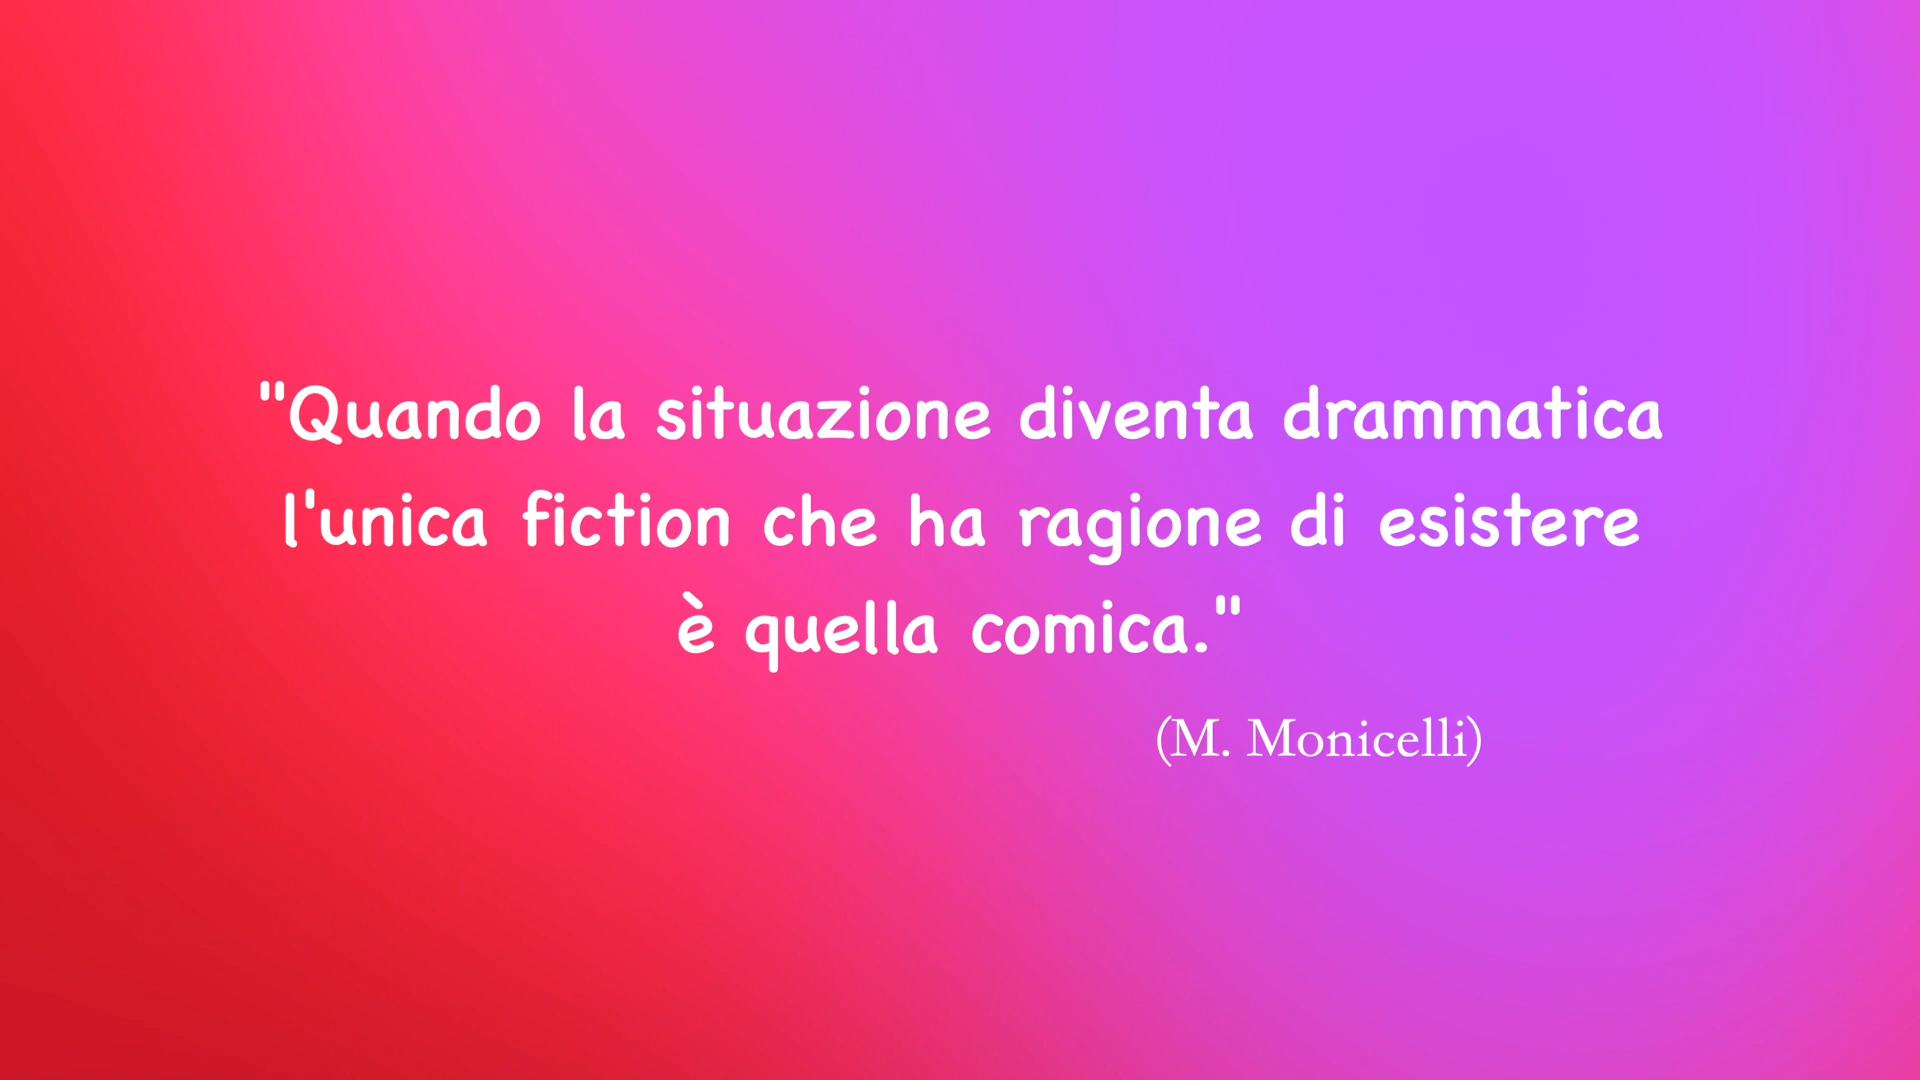 "Quando la situazione diventa drammatica
l'unica fiction che ha ragione di esistere
è quella comica."
(M. Monicelli)